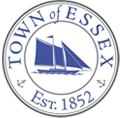 TOWN of ESSEX
EST. 1852